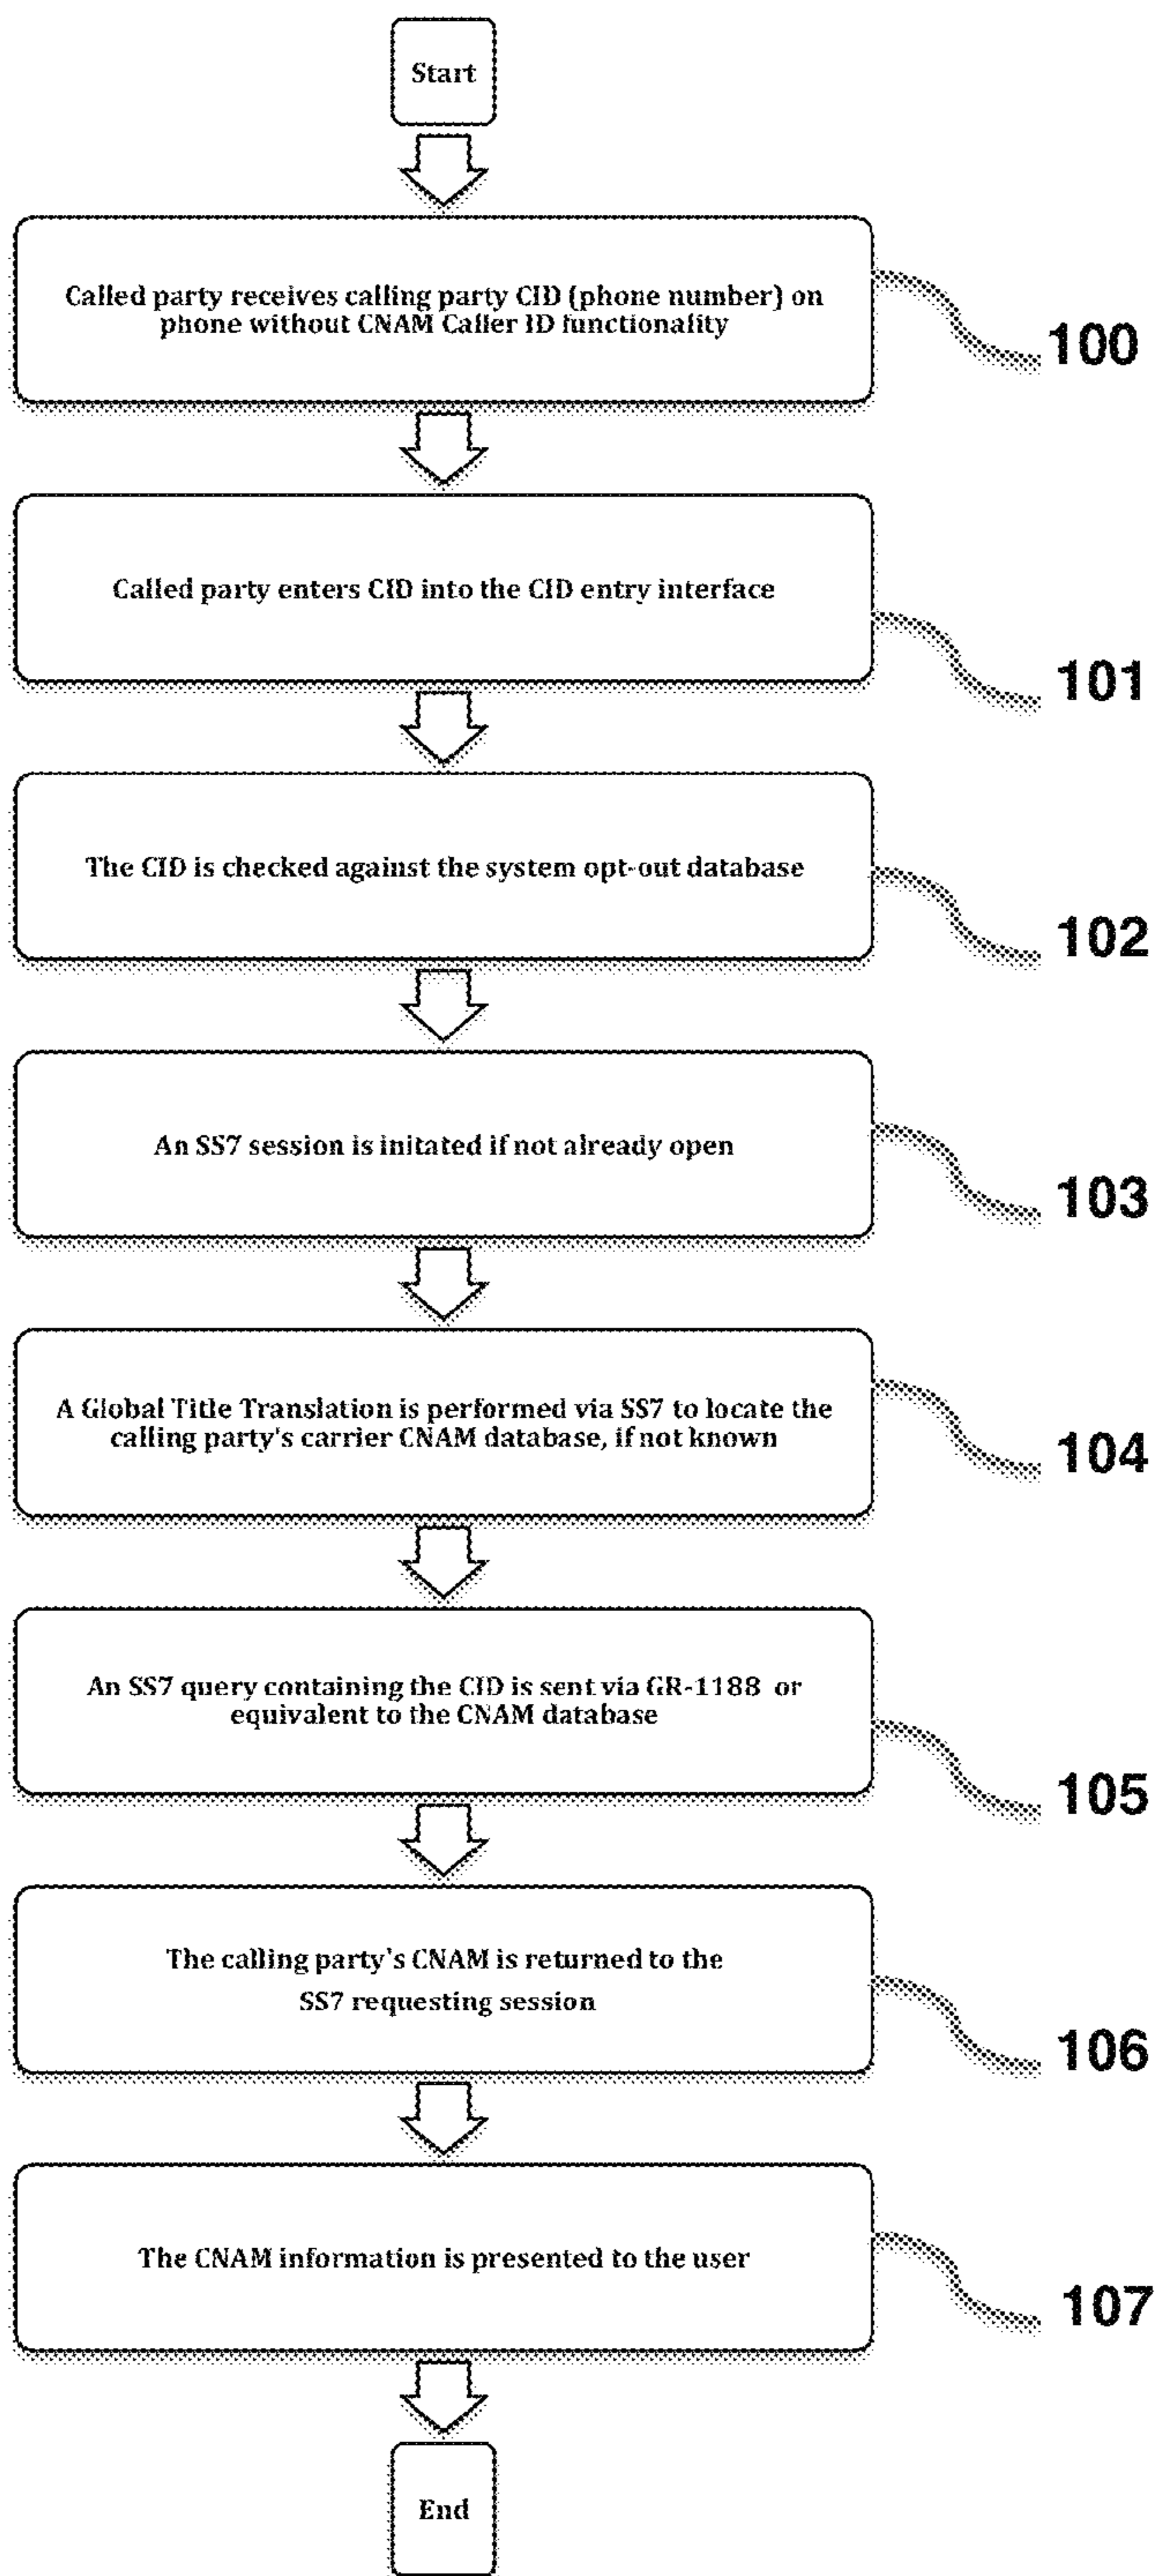 Start
Called party receives calling party CID (phone number) on
phone without CNAM Caller ID functionality
100
Called party enters CID into the CID entry interface
101
The CID is checked against the system opt-out database
102
An SS7 session is initated if not already open
103
A Global Title Translation is performed via SS7 to locate the
calling party's carrier CNAM database, if not known
104
An SS7 query containing the CID is sent via GR-1188 or
equivalent to the CNAM database
105
The calling party's CNAM is returned to the
SS7 requesting session
106
The CNAM information is presented to the user
107
End